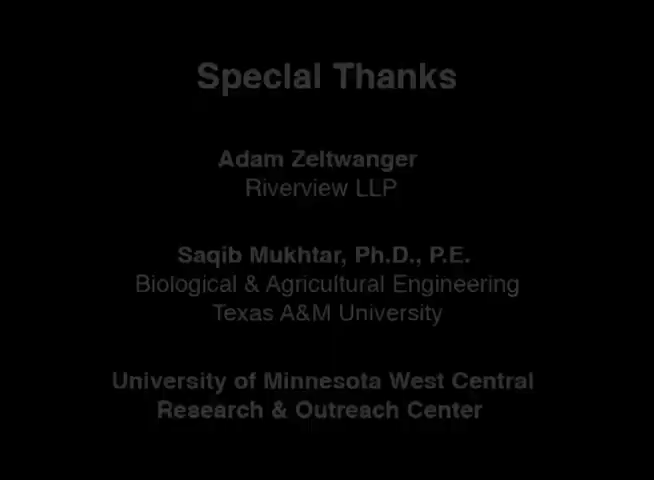 Special Thanks
Adam Zeltwanger
Riverview LLP
Saqib Mukhtar, Ph.D., P.E.
Biological & Agricultural Engineering
Texas A&M University
University of Minnesota West Central
Research & Outreach Center